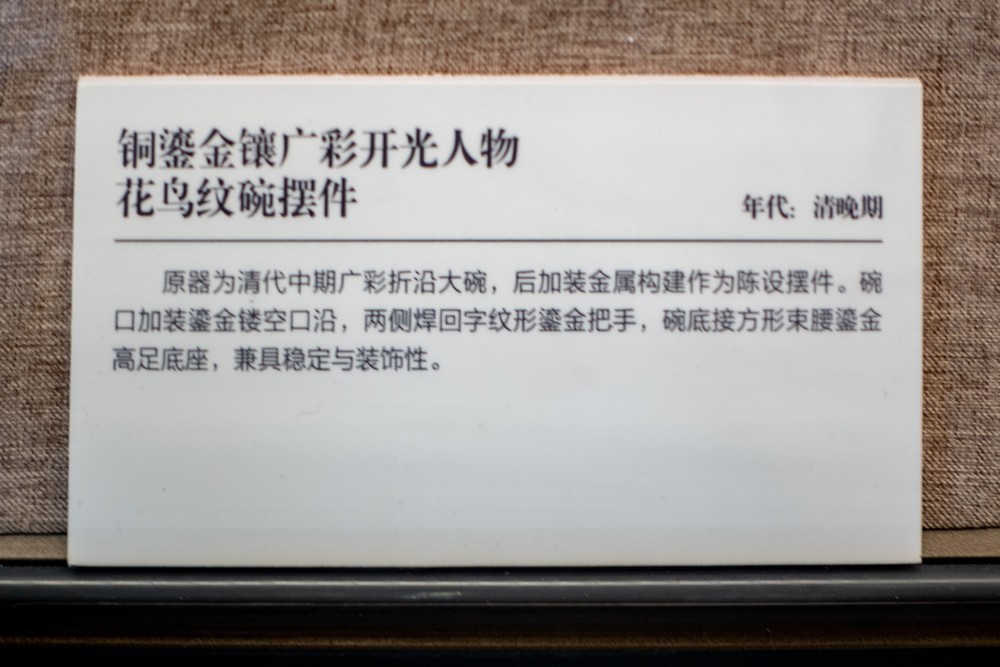 铜鎏金镶广彩开光人物
花鸟纹碗摆件
年代：清晚期
原器为清代中期广彩折沿大碗，后加装金属构建作为陈设摆件。碗
口加装鎏金镂空口沿，两侧焊回字纹形鎏金把手，碗底接方形束腰鎏金
高足底座，兼具稳定与装饰性。